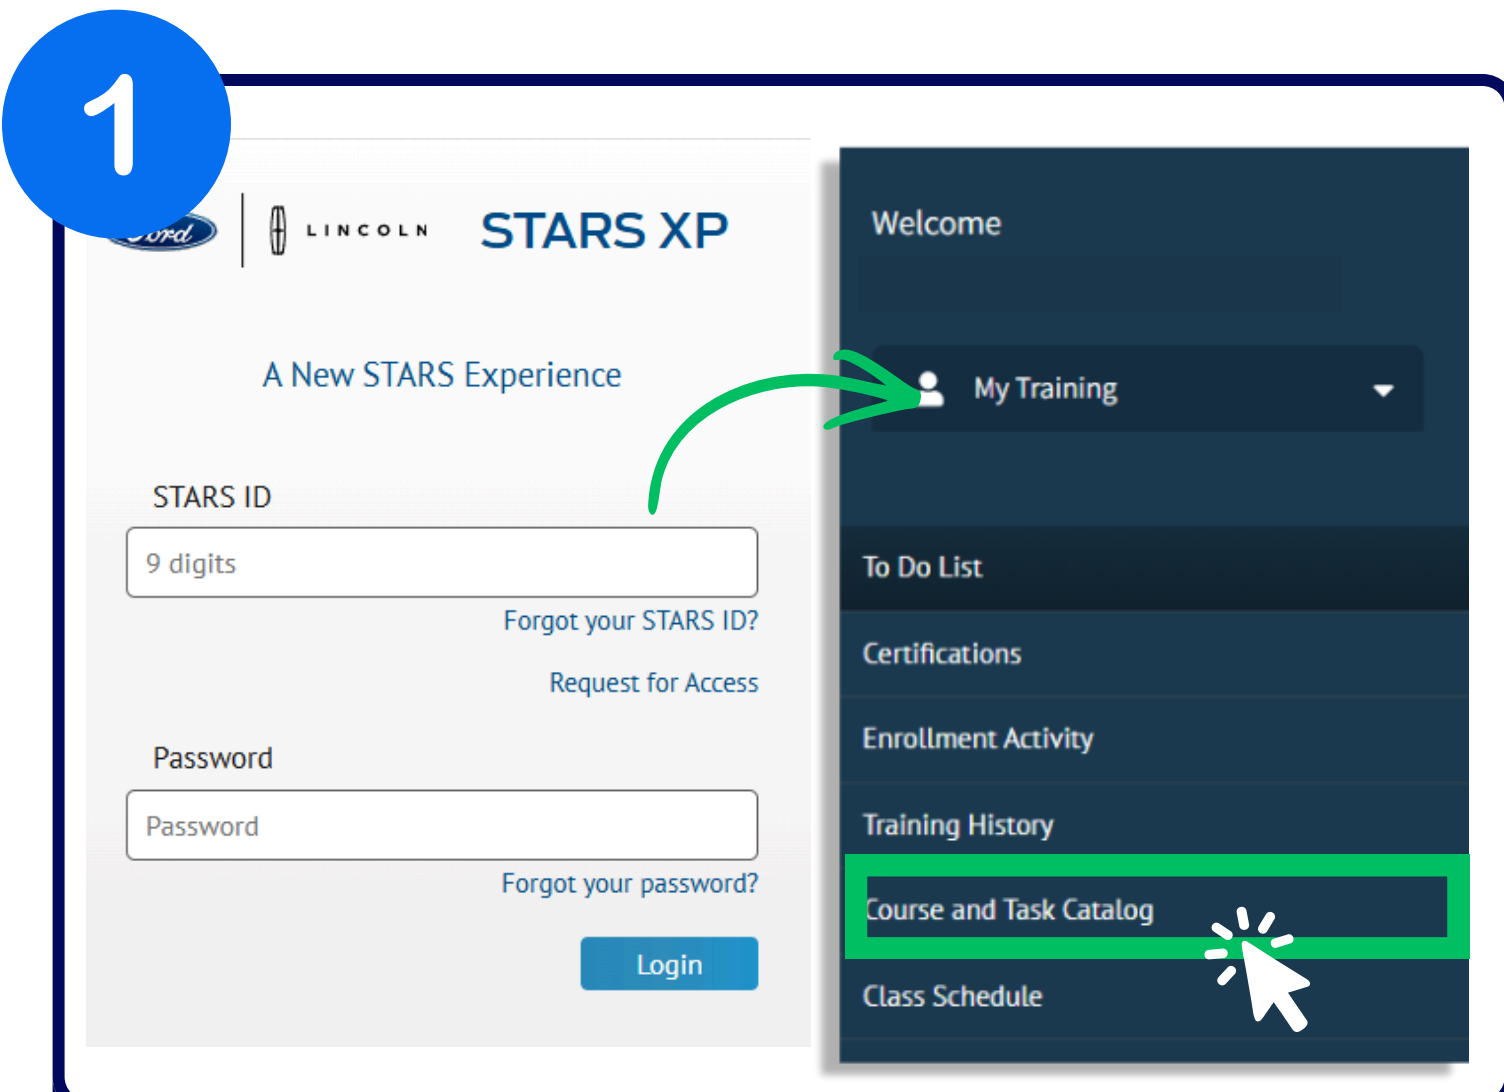 1
Ford
LINCOLN
STARS XP
A New STARS Experience
STARS ID
9 digits
Forgot your STARS ID?
Request for Access
Password
Password
Forgot your password?
Login
Welcome
My Training
To Do List
Certifications
Enrollment Activity
Training History
Course and Task Catalog
Class Schedule